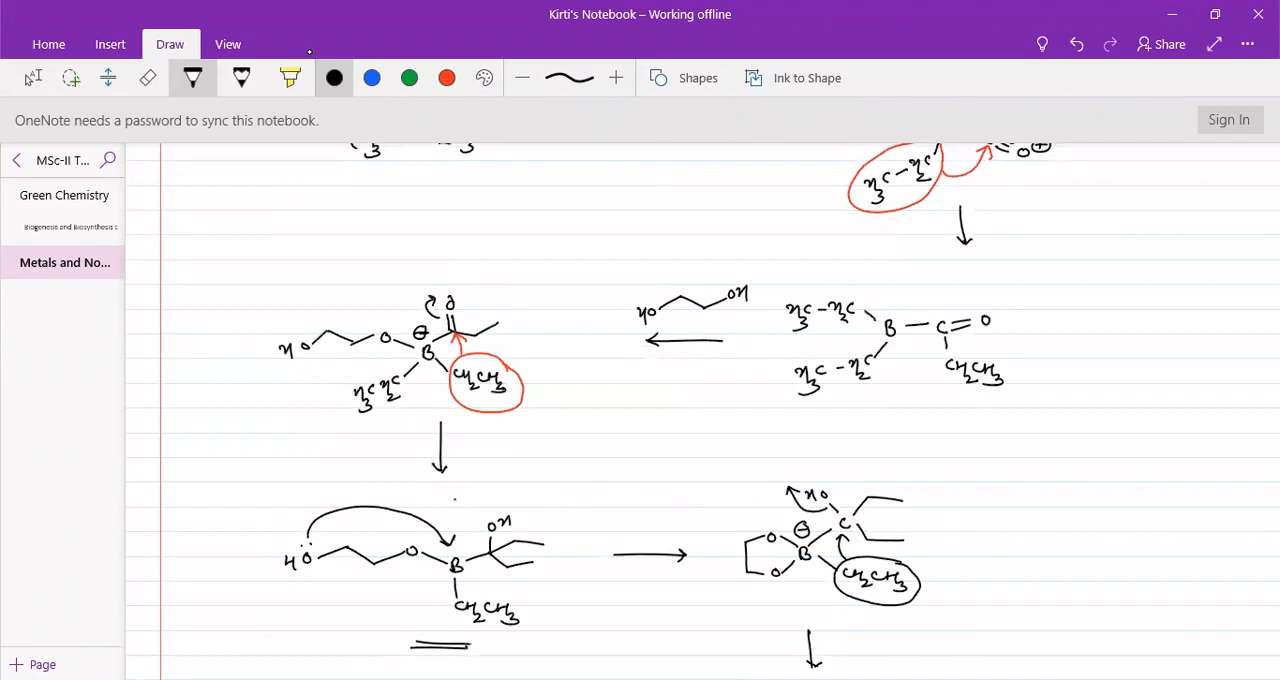 Kirti's Notebook – Working offline
Home Insert Draw View Share
Shapes Ink to Shape
OneNote needs a password to sync this notebook. Sign In
MSc-II T...
Green Chemistry
Biogenesis and Biosynthesis
Metals and No...
H3C–H2C O⊕
HO OH
HO O ⊖ B O
H3C H2C CH2CH3
H3C–H2C B – C = O
H3C–H2C CH2CH3
HO O B OH
CH2CH3
HO C
O ⊖ B O
CH2CH3
+ Page